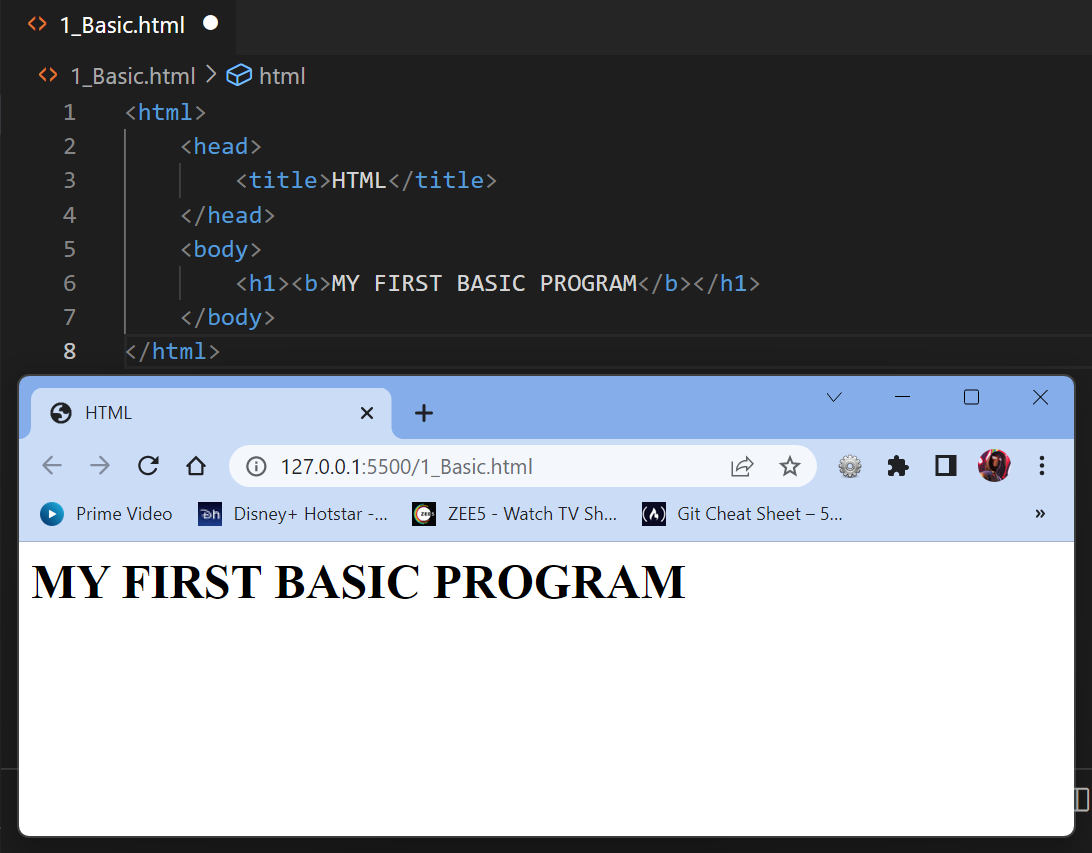 1_Basic.html
1_Basic.html > html
1 <html>
2 <head>
3 <title>HTML</title>
4 </head>
5 <body>
6 <h1><b>MY FIRST BASIC PROGRAM</b></h1>
7 </body>
8 </html>
HTML
127.0.0.1:5500/1_Basic.html
Prime Video Dh Disney+ Hotstar -... ZEE5 ZEE5 - Watch TV Sh... Git Cheat Sheet – 5... »
MY FIRST BASIC PROGRAM